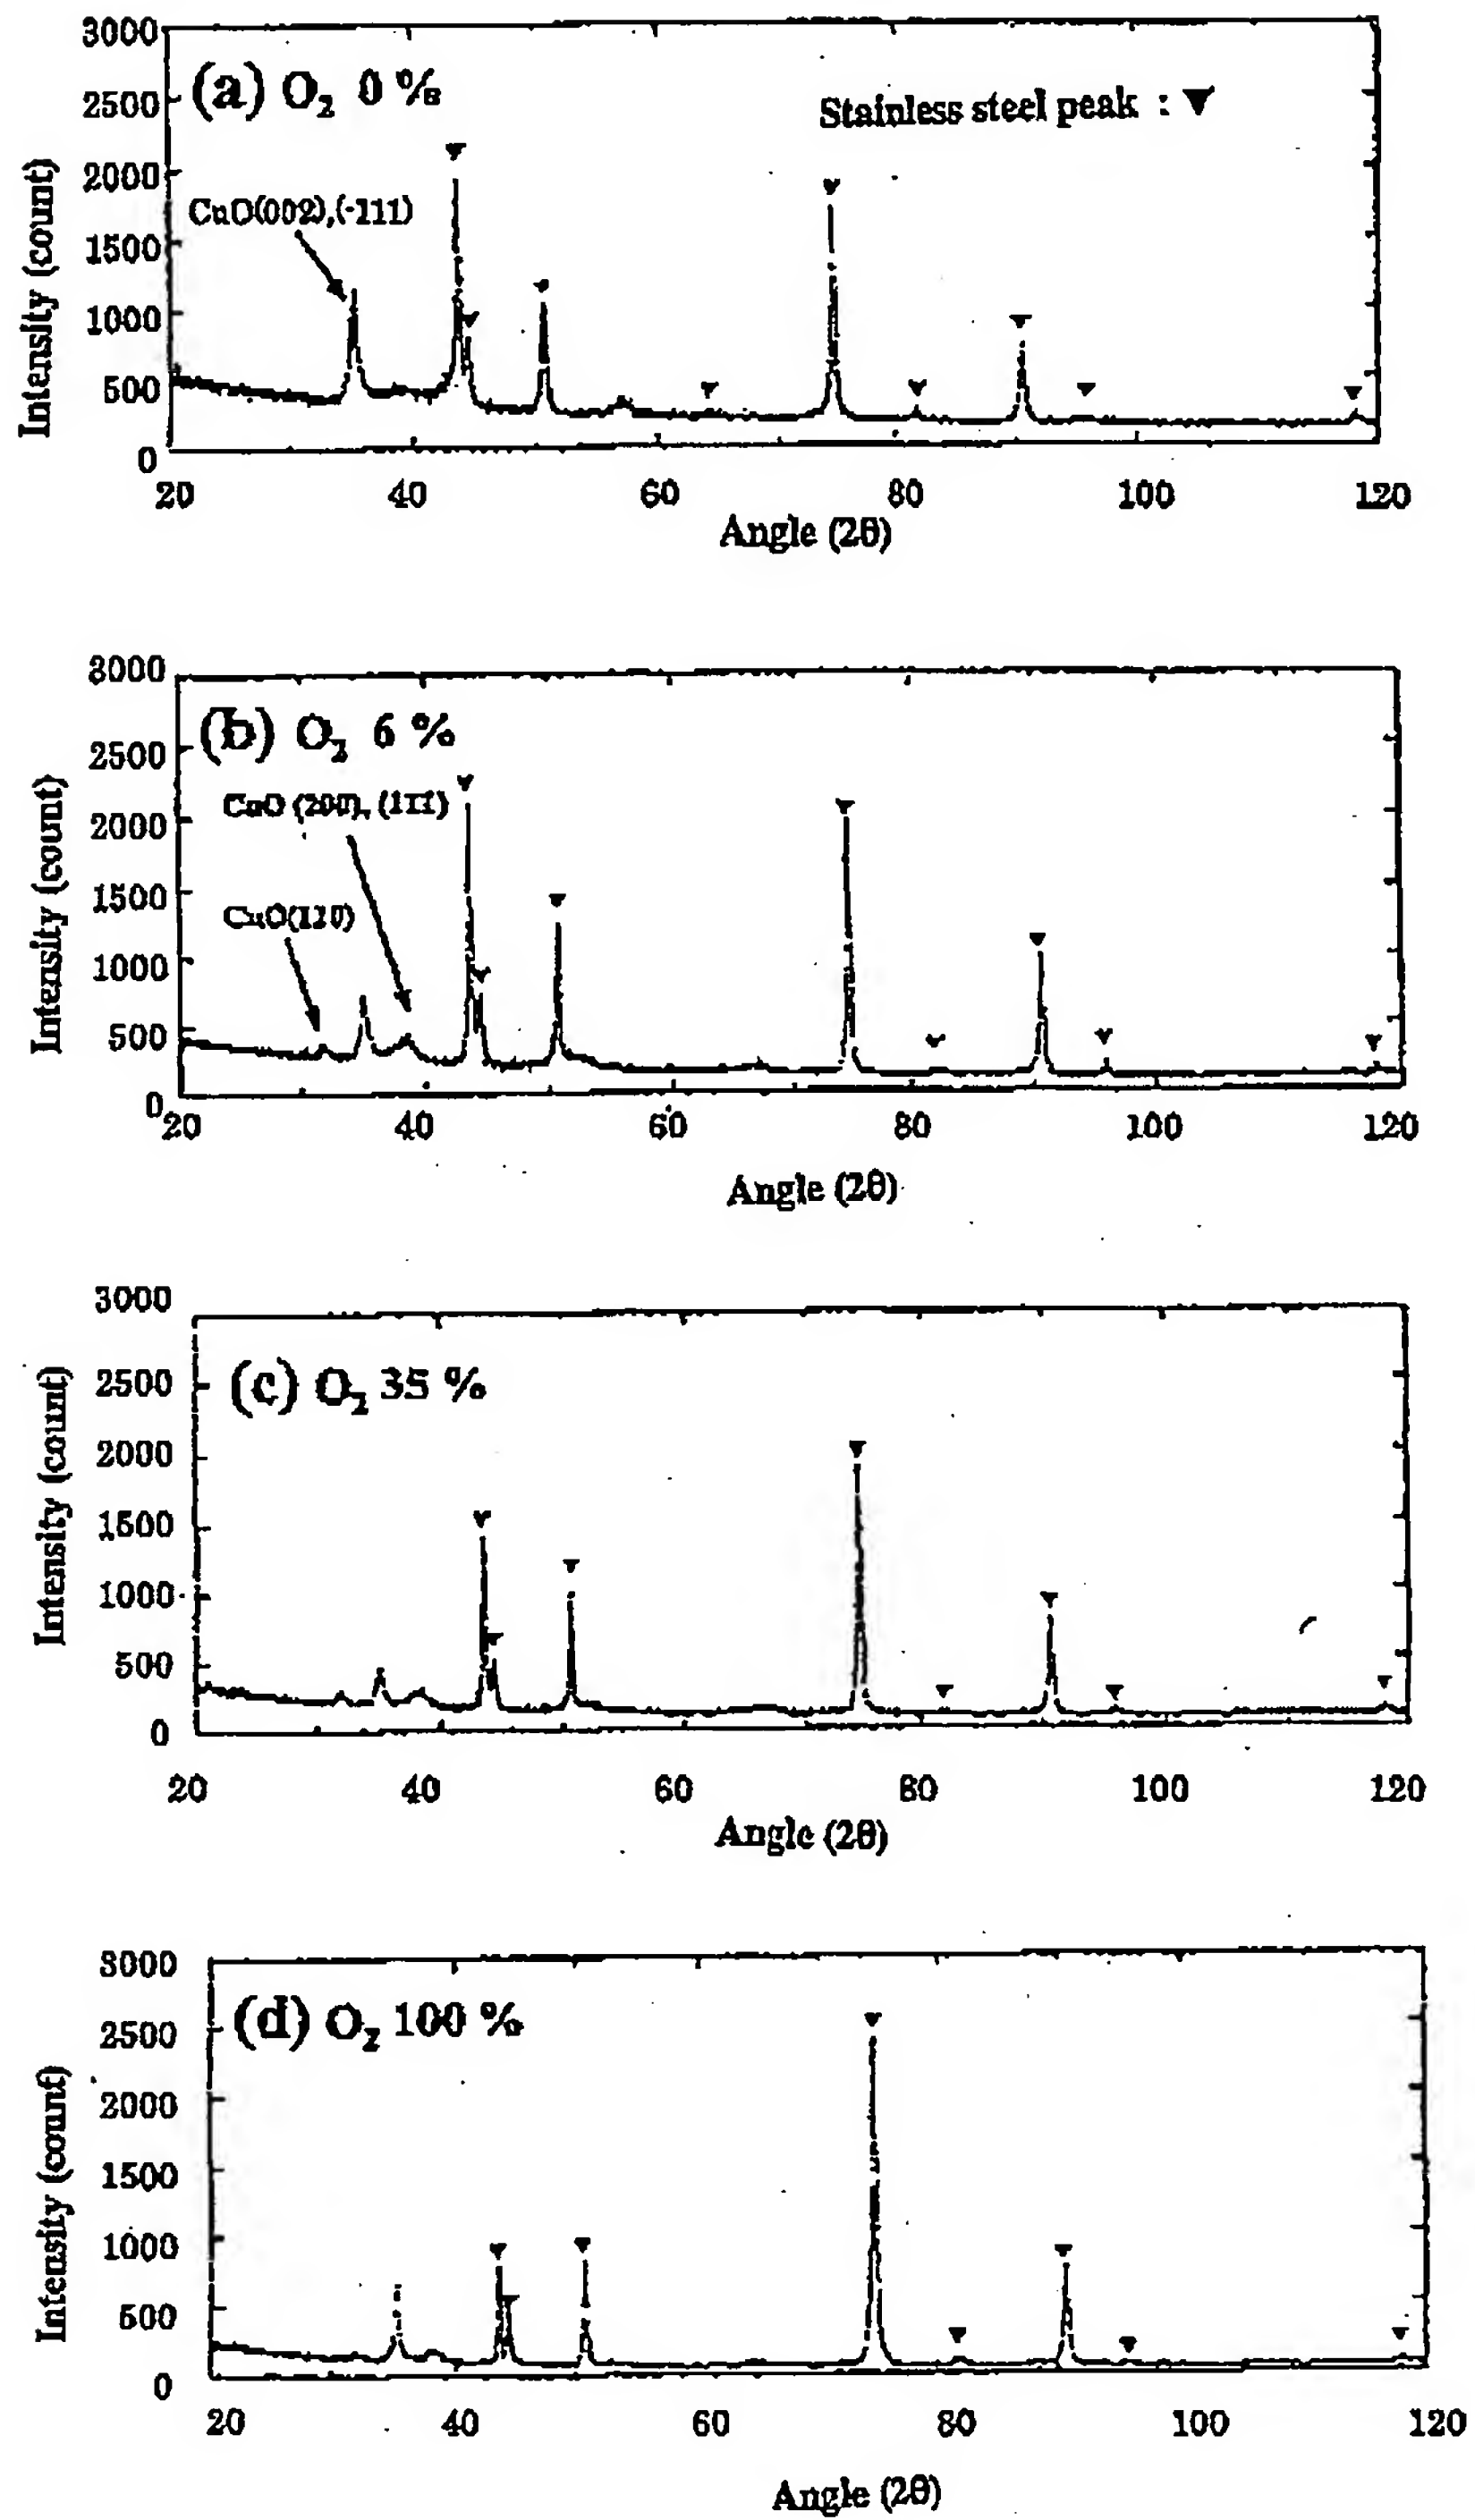 3000
(a) O₂ 0 %
2500
Stainless steel peak : ▼
2000
CuO(002),(-111)
1500
1000
500
0
Intensity (count)
20 40 60 80 100 120
Angle (2θ)
3000
(b) O₂ 6 %
2500
CuO (200),
2000
1500
CuO(110)
1000
500
0
Intensity (count)
20 40 60 80 100 120
Angle (2θ)
3000
(c) O₂ 35 %
2500
2000
1500
1000
500
0
Intensity (count)
20 40 60 80 100 120
Angle (2θ)
3000
(d) O₂ 100 %
2500
2000
1500
1000
500
0
Intensity (count)
20 40 60 80 100 120
Angle (2θ)